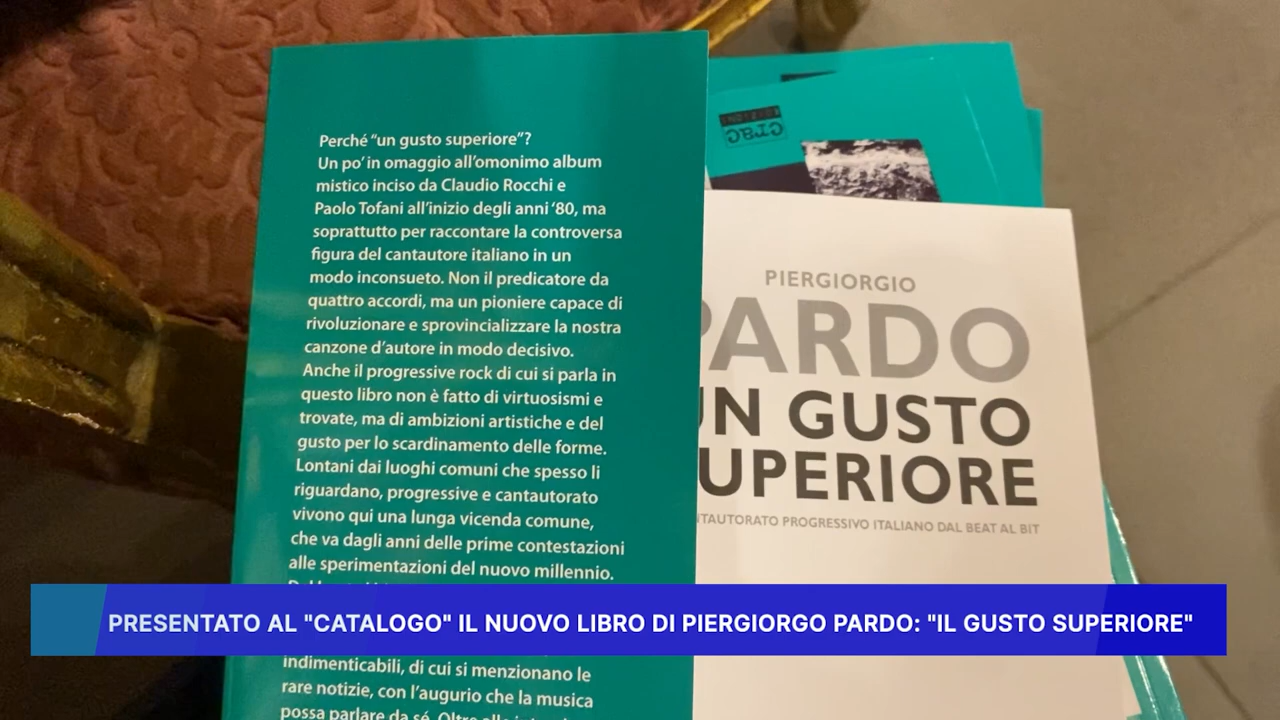 Perché “un gusto superiore”?
Un po’ in omaggio all’omonimo album
mistico inciso da Claudio Rocchi e
Paolo Tofani all’inizio degli anni ‘80, ma
soprattutto per raccontare la controversa
figura del cantautore italiano in un
modo inconsueto. Non il predicatore da
quattro accordi, ma un pioniere capace di
rivoluzionare e sprovincializzare la nostra
canzone d’autore in modo decisivo.
Anche il progressive rock di cui si parla in
questo libro non è fatto di virtuosismi e
trovate, ma di ambizioni artistiche e del
gusto per lo scardinamento delle forme.
Lontani dai luoghi comuni che spesso li
riguardano, progressive e cantautorato
vivono qui una lunga vicenda comune,
che va dagli anni delle prime contestazioni
alle sperimentazioni del nuovo millennio.
indimenticabili, di cui si menzionano le
rare notizie, con l’augurio che la musica
possa parlare da sé. Oltre
crac
EDIZIONI
PIERGIORGIO
PARDO
UN GUSTO
SUPERIORE
NTAUTORATO PROGRESSIVO ITALIANO DAL BEAT AL BIT
PRESENTATO AL "CATALOGO" IL NUOVO LIBRO DI PIERGIORGO PARDO: "IL GUSTO SUPERIORE"